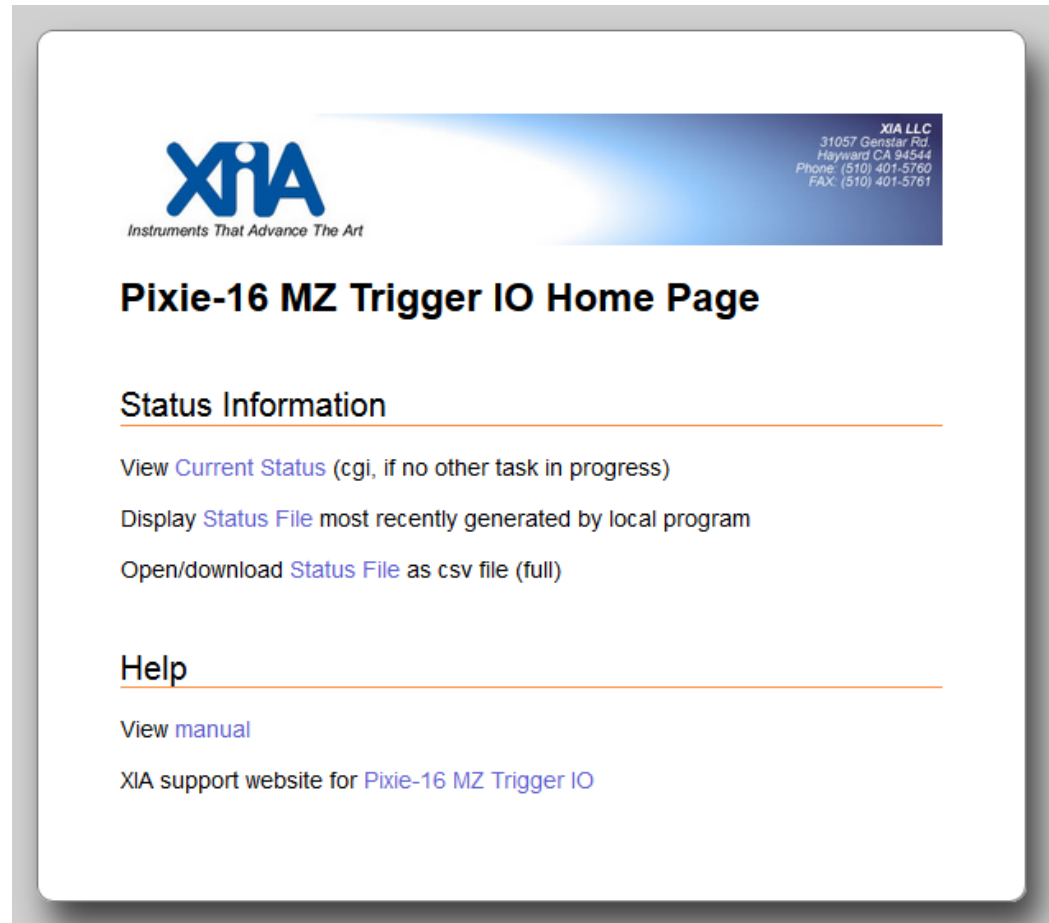 XIA
Instruments That Advance The Art
XIA LLC
31057 Genstar Rd.
Hayward CA 94544
Phone: (510) 401-5760
FAX: (510) 401-5761
Pixie-16 MZ Trigger IO Home Page
Status Information
View Current Status (cgi, if no other task in progress)
Display Status File most recently generated by local program
Open/download Status File as csv file (full)
Help
View manual
XIA support website for Pixie-16 MZ Trigger IO